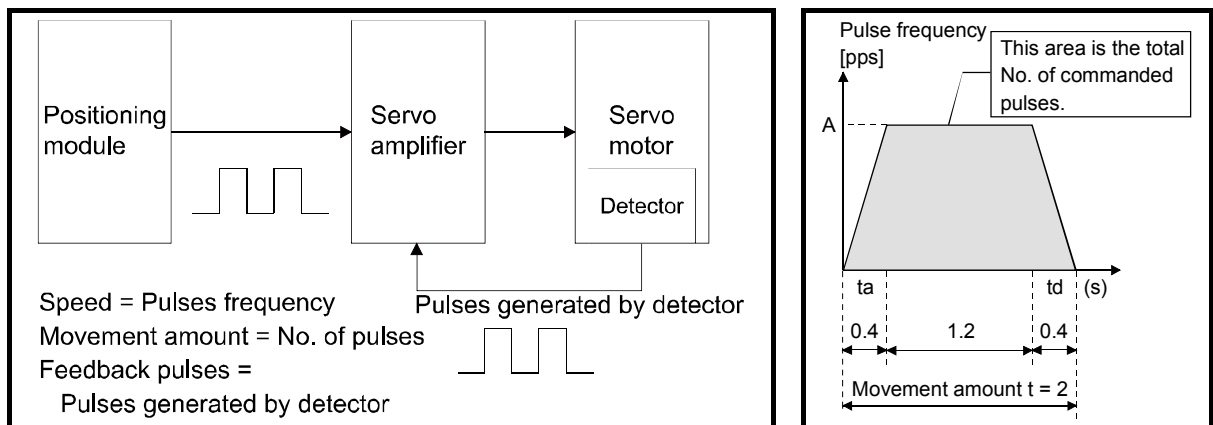 Positioning
module
Servo
amplifier
Servo
motor
Detector
Pulses generated by detector
Speed = Pulses frequency
Movement amount = No. of pulses
Feedback pulses =
Pulses generated by detector
Pulse frequency
[pps]
This area is the total
No. of commanded
pulses.
A
ta
td
(s)
0.4
1.2
0.4
Movement amount t = 2